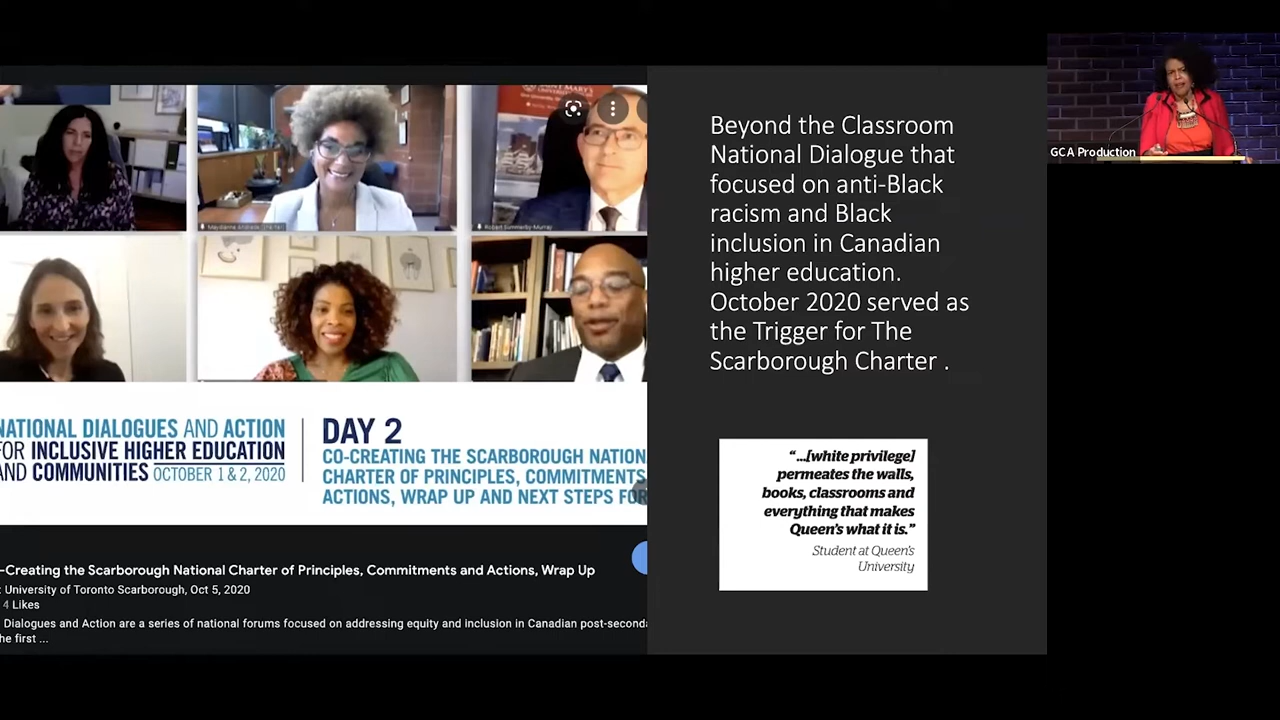 SAINT MARY'S
Robert Summerby-Murray
NATIONAL DIALOGUES AND ACTION
FOR INCLUSIVE HIGHER EDUCATION
AND COMMUNITIES OCTOBER 1 & 2, 2020
DAY 2
CO-CREATING THE SCARBOROUGH NATION
CHARTER OF PRINCIPLES, COMMITMENTS
ACTIONS, WRAP UP AND NEXT STEPS FOR
-Creating the Scarborough National Charter of Principles, Commitments and Actions, Wrap Up
: University of Toronto Scarborough, Oct 5, 2020
4 Likes
Dialogues and Action are a series of national forums focused on addressing equity and inclusion in Canadian post-seconda
he first ...
Beyond the Classroom
National Dialogue that
focused on anti-Black
racism and Black
inclusion in Canadian
higher education.
October 2020 served as
the Trigger for The
Scarborough Charter .
“ ...[white privilege]
permeates the walls,
books, classrooms and
everything that makes
Queen’s what it is.”
Student at Queen’s
University
GCA Production